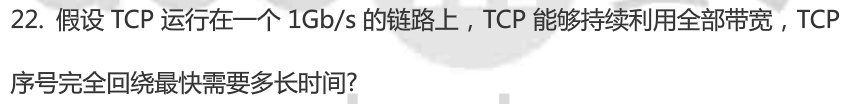 22. 假设 TCP 运行在一个 1Gb/s 的链路上，TCP 能够持续利用全部带宽，TCP
序号完全回绕最快需要多长时间?